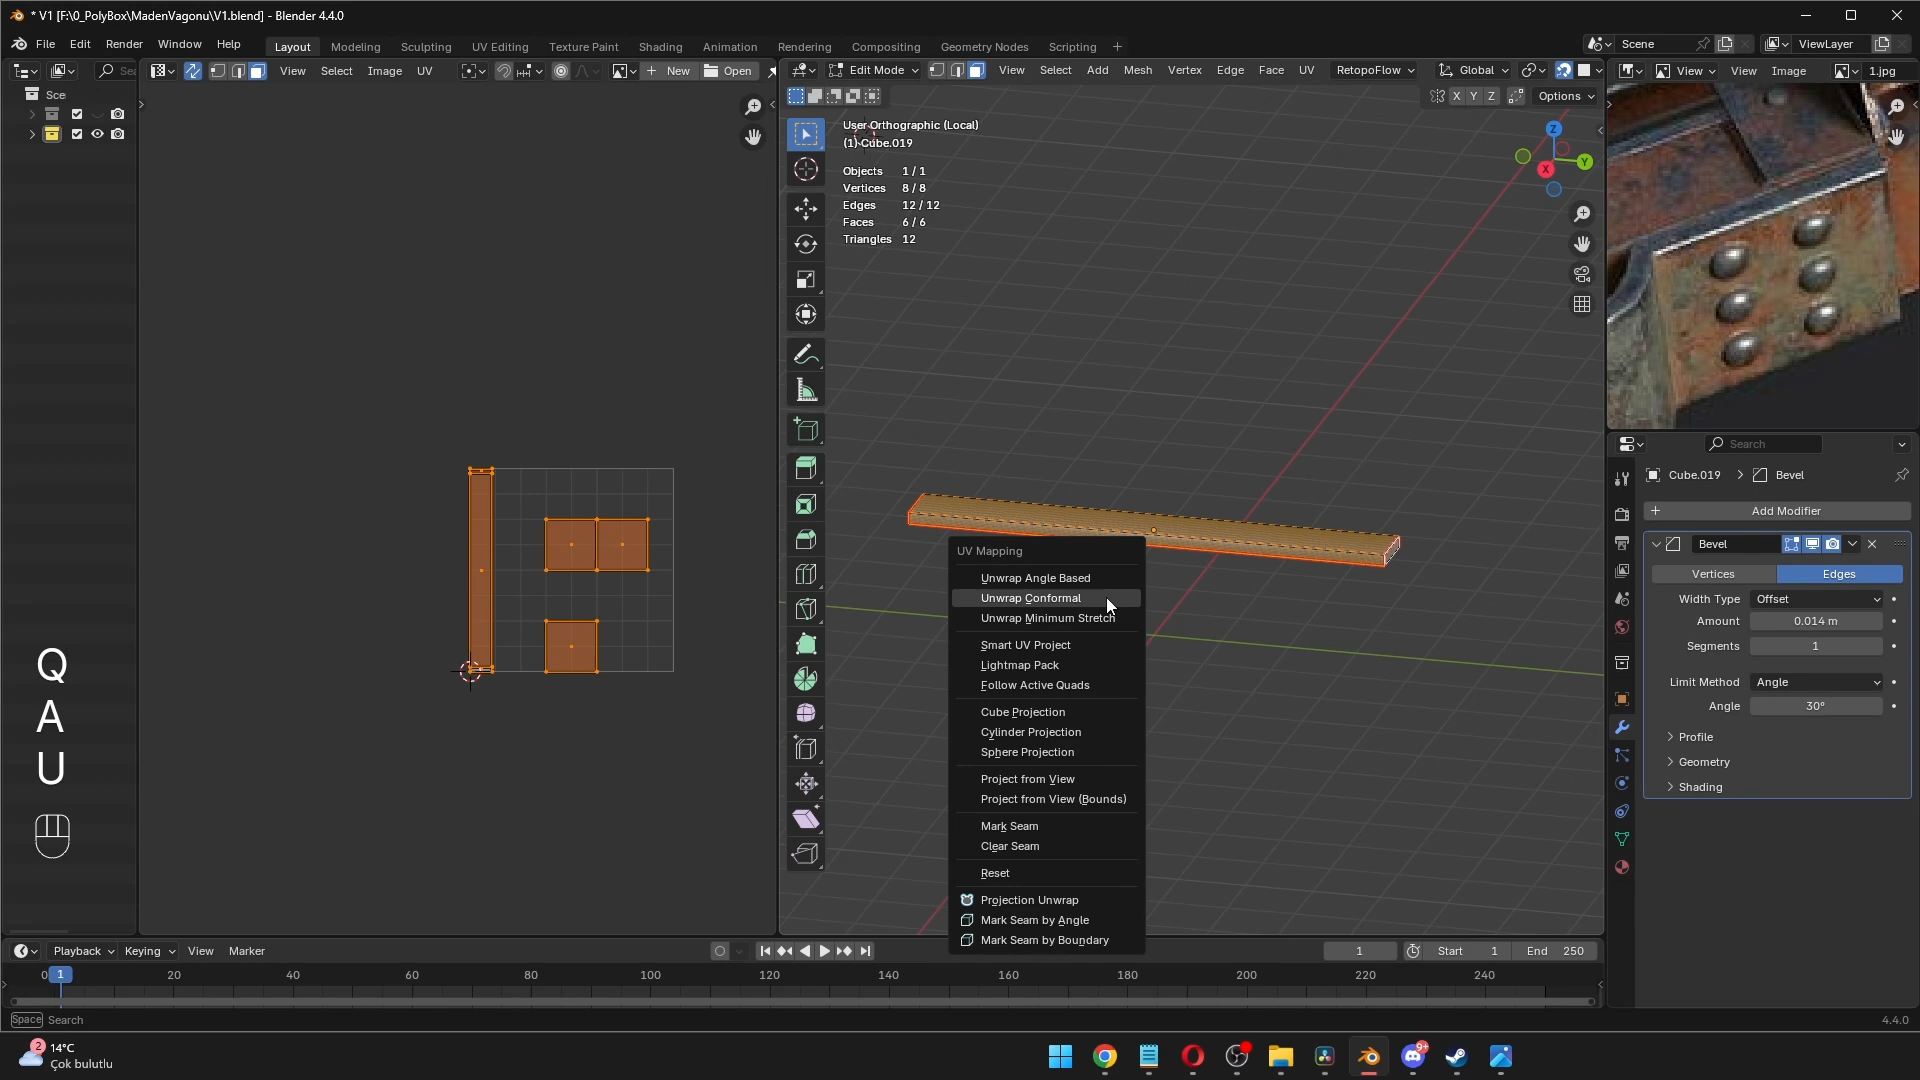 * V1 [F:\0_PolyBox\MadenVagonu\V1.blend] - Blender 4.4.0
File Edit Render Window Help
Layout Modeling Sculpting UV Editing Texture Paint Shading Animation Rendering Compositing Geometry Nodes Scripting +
Scene
ViewLayer
Sce
View Select Image UV
New
Open
Edit Mode
View Select Add Mesh Vertex Edge Face UV RetopoFlow
Global
X Y Z
Options
View
View Image
1.jpg
User Orthographic (Local)
(1) Cube.019
Objects 1 / 1
Vertices 8 / 8
Edges 12 / 12
Faces 6 / 6
Triangles 12
Z
Y
X
UV Mapping
Unwrap Angle Based
Unwrap Conformal
Unwrap Minimum Stretch
Smart UV Project
Lightmap Pack
Follow Active Quads
Cube Projection
Cylinder Projection
Sphere Projection
Project from View
Project from View (Bounds)
Mark Seam
Clear Seam
Reset
Projection Unwrap
Mark Seam by Angle
Mark Seam by Boundary
Q
A
U
Search
Cube.019 > Bevel
Add Modifier
Bevel
Vertices Edges
Width Type Offset
Amount 0.014 m
Segments 1
Limit Method Angle
Angle 30°
Profile
Geometry
Shading
Playback Keying View Marker
1
Start 1
End 250
0 1 20 40 60 80 100 120 140 160 180 200 220 240
Space Search
4.4.0
2
14°C
Çok bulutlu
9+